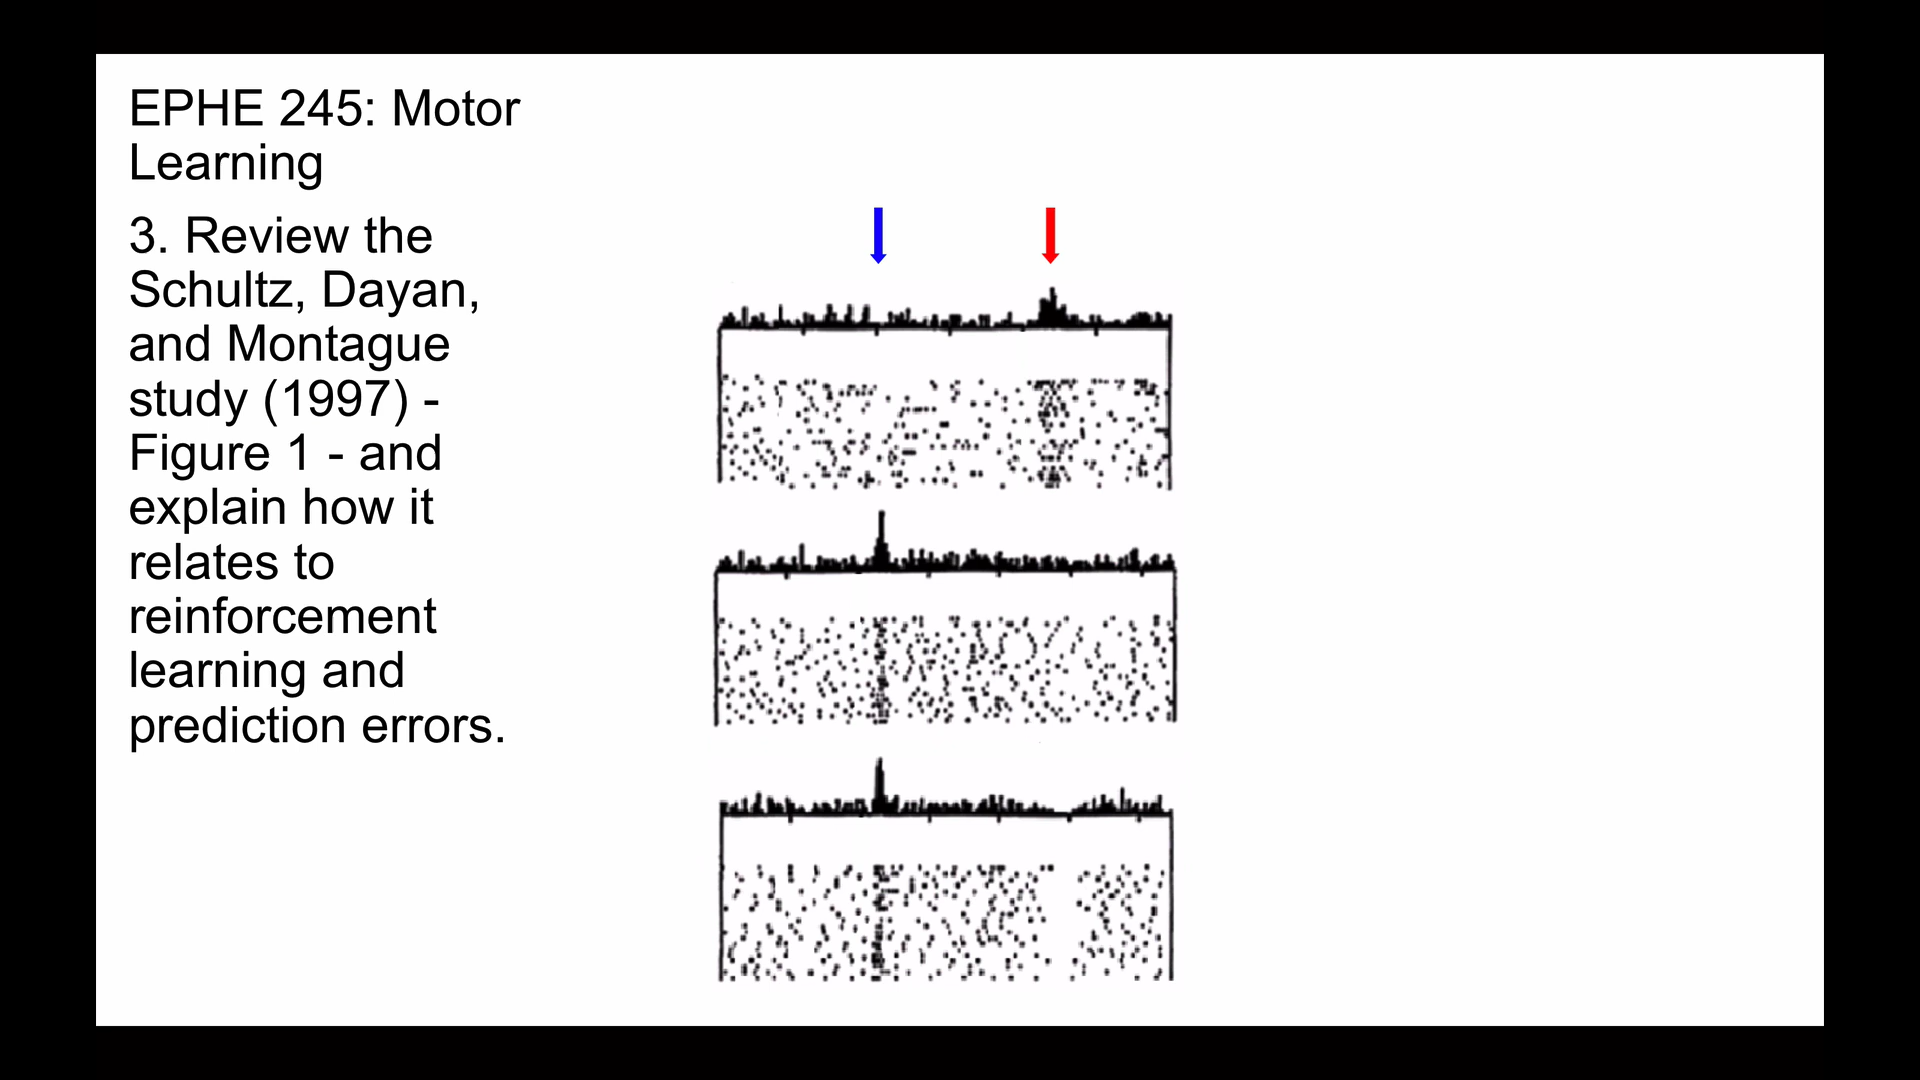 EPHE 245: Motor
Learning
3. Review the
Schultz, Dayan,
and Montague
study (1997) -
Figure 1 - and
explain how it
relates to
reinforcement
learning and
prediction errors.